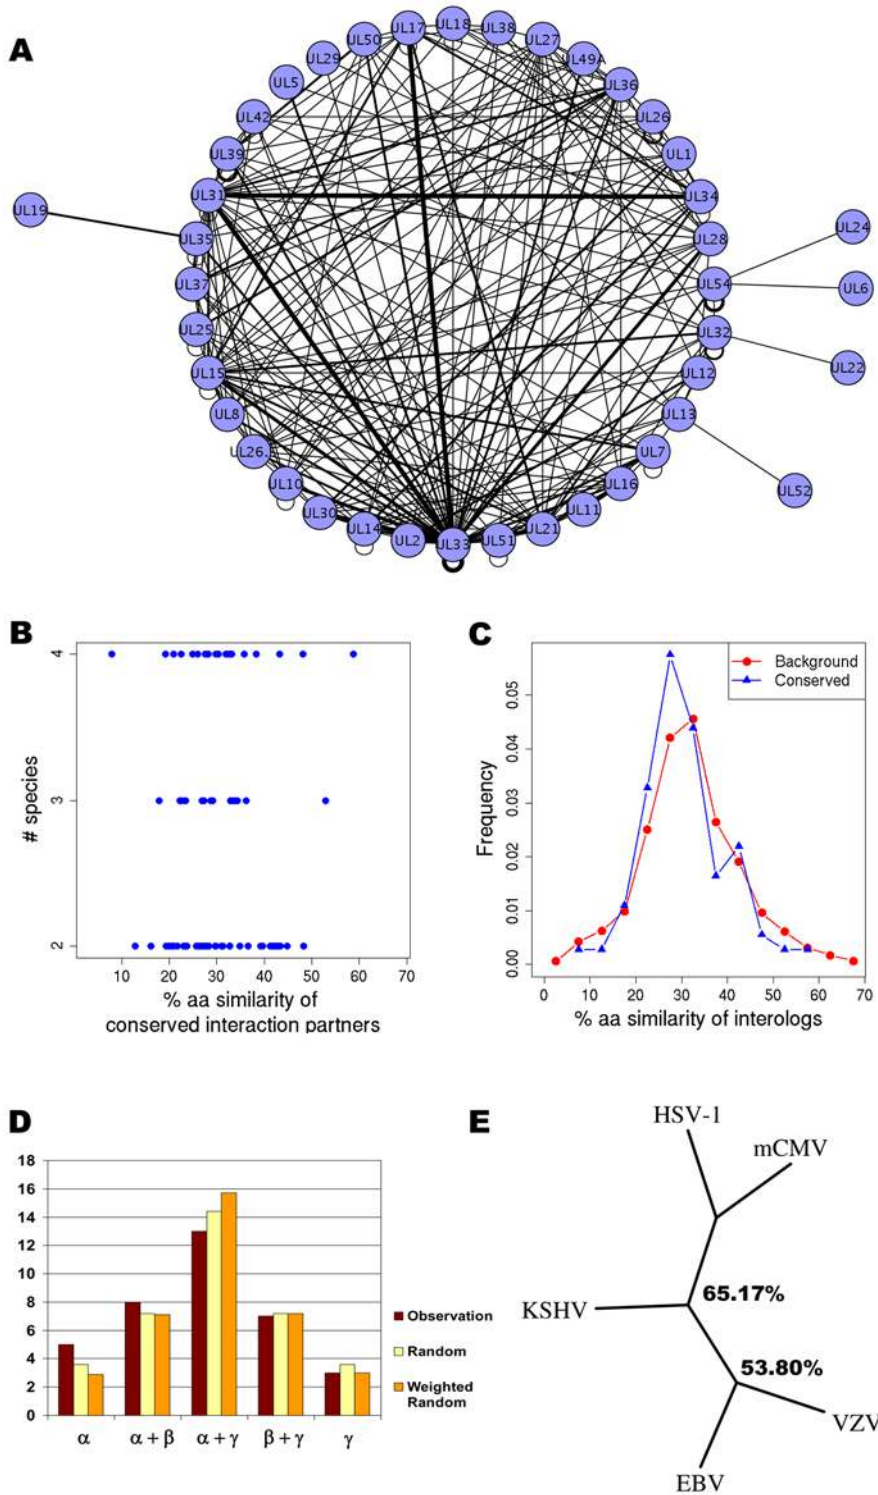 A
UL17
UL18
UL38
UL50
UL27
UL29
UL49A
UL5
UL36
UL42
UL26
UL39
UL1
UL31
UL34
UL19
UL35
UL28
UL24
UL37
UL54
UL6
UL25
UL32
UL15
UL12
UL22
UL8
UL13
UL26.
UL7
UL10
UL16
UL52
UL30
UL11
UL14
UL21
UL2
UL33
UL51
B
# species
4
3
2
10 20 30 40 50 60 70
% aa similarity of
conserved interaction partners
C
Background
Conserved
Frequency
0.05
0.04
0.03
0.02
0.01
0.00
0 10 20 30 40 50 60 70
% aa similarity of interologs
D
18
16
14
12
10
8
6
4
2
0
α α + β α + γ β + γ γ
Observation
Random
Weighted
Random
E
HSV-1
mCMV
KSHV
65.17%
53.80%
VZV
EBV